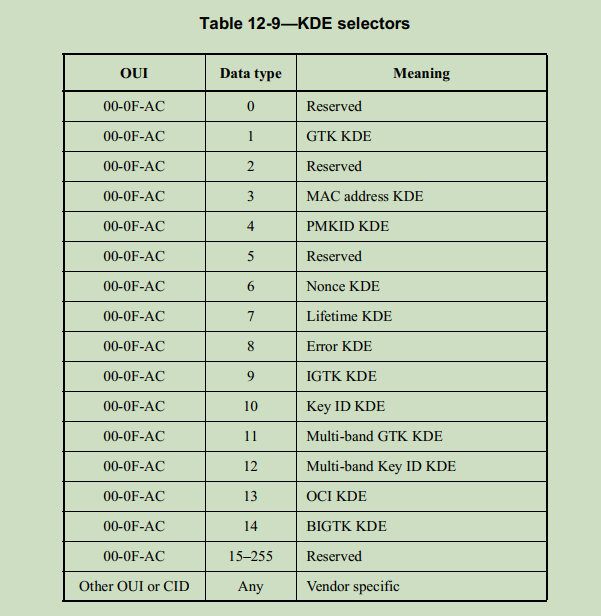 Table 12-9—KDE selectors
OUI Data type Meaning
00-0F-AC 0 Reserved
00-0F-AC 1 GTK KDE
00-0F-AC 2 Reserved
00-0F-AC 3 MAC address KDE
00-0F-AC 4 PMKID KDE
00-0F-AC 5 Reserved
00-0F-AC 6 Nonce KDE
00-0F-AC 7 Lifetime KDE
00-0F-AC 8 Error KDE
00-0F-AC 9 IGTK KDE
00-0F-AC 10 Key ID KDE
00-0F-AC 11 Multi-band GTK KDE
00-0F-AC 12 Multi-band Key ID KDE
00-0F-AC 13 OCI KDE
00-0F-AC 14 BIGTK KDE
00-0F-AC 15–255 Reserved
Other OUI or CID Any Vendor specific